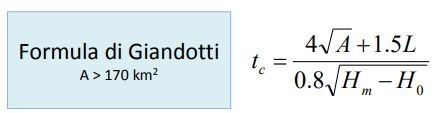 Formula di Giandotti
A > 170 km²
t_c = (4√A + 1.5L) / (0.8√(H_m − H_0))